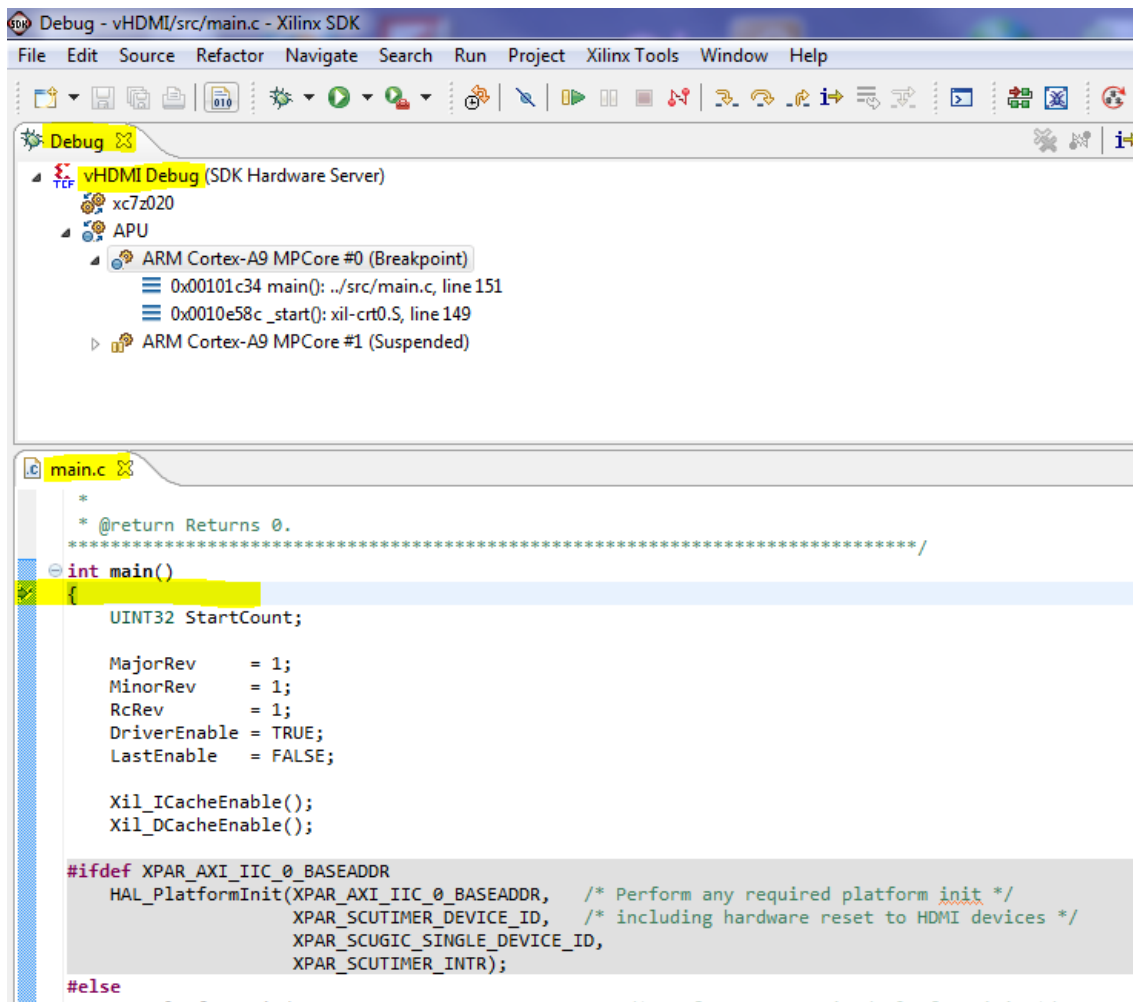 Debug - vHDMI/src/main.c - Xilinx SDK
File Edit Source Refactor Navigate Search Run Project Xilinx Tools Window Help
Debug
vHDMI Debug (SDK Hardware Server)
xc7z020
APU
ARM Cortex-A9 MPCore #0 (Breakpoint)
0x00101c34 main(): ../src/main.c, line 151
0x0010e58c _start(): xil-crt0.S, line 149
ARM Cortex-A9 MPCore #1 (Suspended)
main.c
*
* @return Returns 0.
******************************************************************************/
int main()
{
UINT32 StartCount;
MajorRev = 1;
MinorRev = 1;
RcRev = 1;
DriverEnable = TRUE;
LastEnable = FALSE;
Xil_ICacheEnable();
Xil_DCacheEnable();
#ifdef XPAR_AXI_IIC_0_BASEADDR
HAL_PlatformInit(XPAR_AXI_IIC_0_BASEADDR, /* Perform any required platform init */
XPAR_SCUTIMER_DEVICE_ID, /* including hardware reset to HDMI devices */
XPAR_SCUGIC_SINGLE_DEVICE_ID,
XPAR_SCUTIMER_INTR);
#else